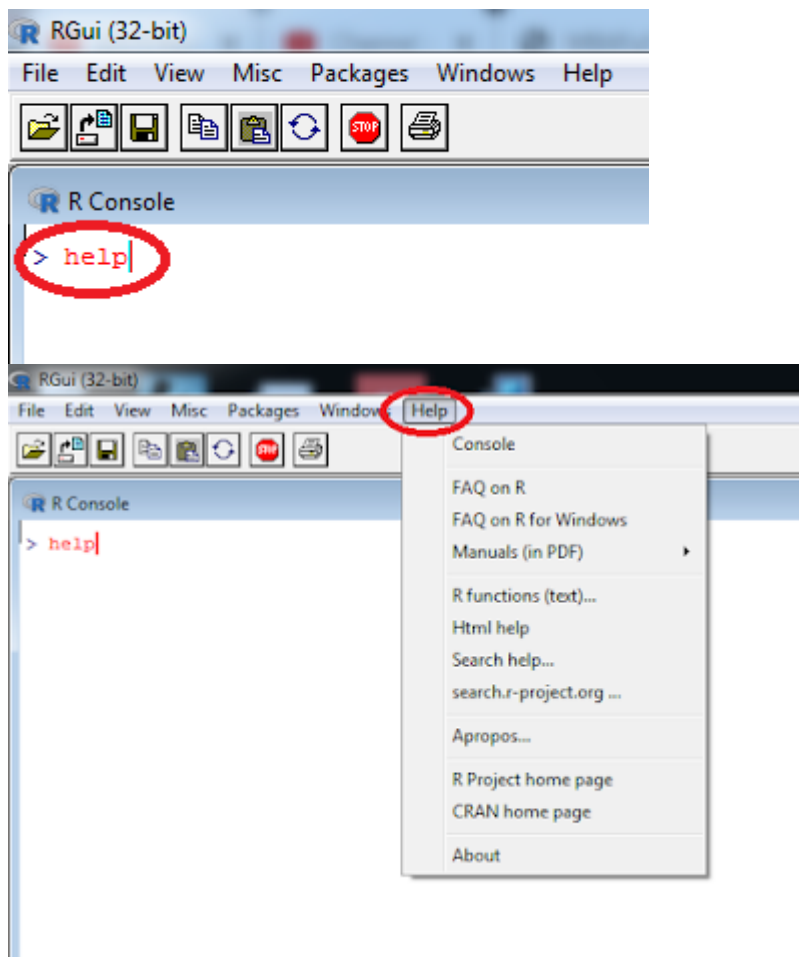 RGui (32-bit)
File Edit View Misc Packages Windows Help
STOP
R Console
> help
RGui (32-bit)
File Edit View Misc Packages Windows Help
STOP
Console
R Console
FAQ on R
FAQ on R for Windows
> help
Manuals (in PDF)
R functions (text)...
Html help
Search help...
search.r-project.org ...
Apropos...
R Project home page
CRAN home page
About